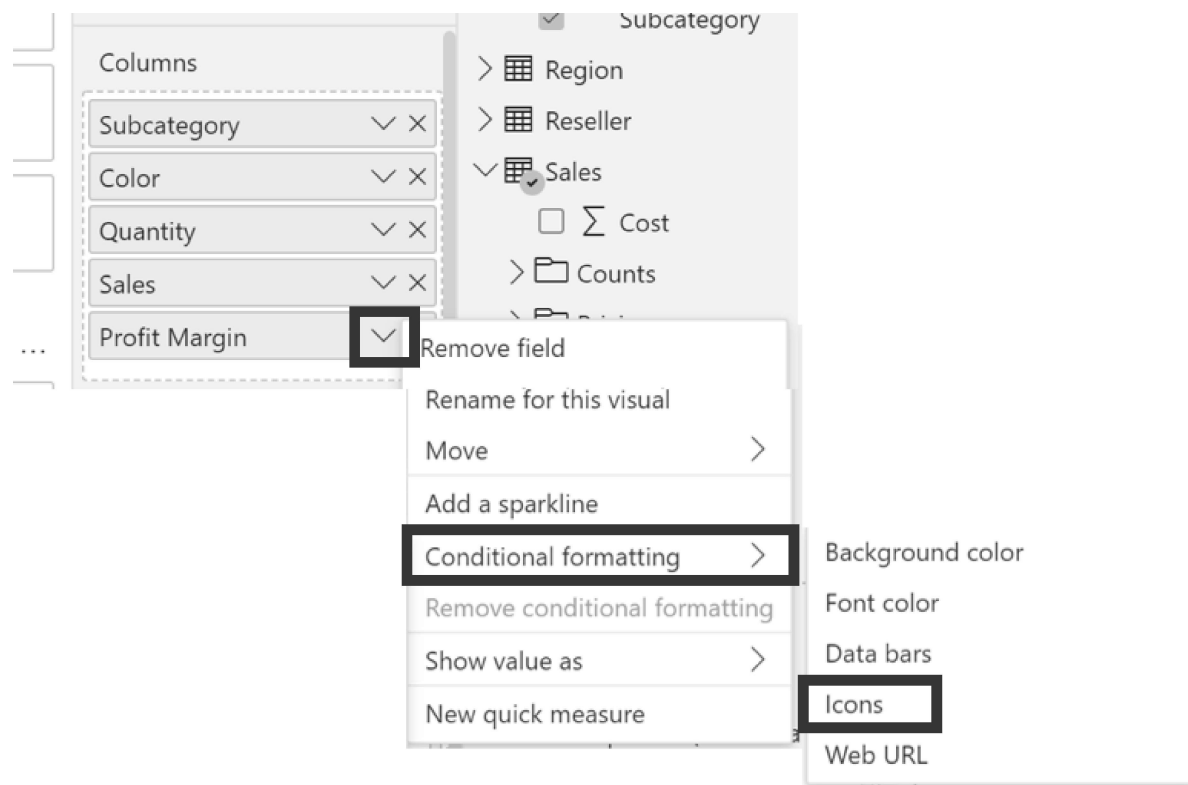 Subcategory
Columns
Region
Subcategory
Reseller
Color
Sales
Quantity
Cost
Sales
Counts
Profit Margin
...
Remove field
Rename for this visual
Move
Add a sparkline
Conditional formatting
Background color
Remove conditional formatting
Font color
Show value as
Data bars
New quick measure
Icons
Web URL